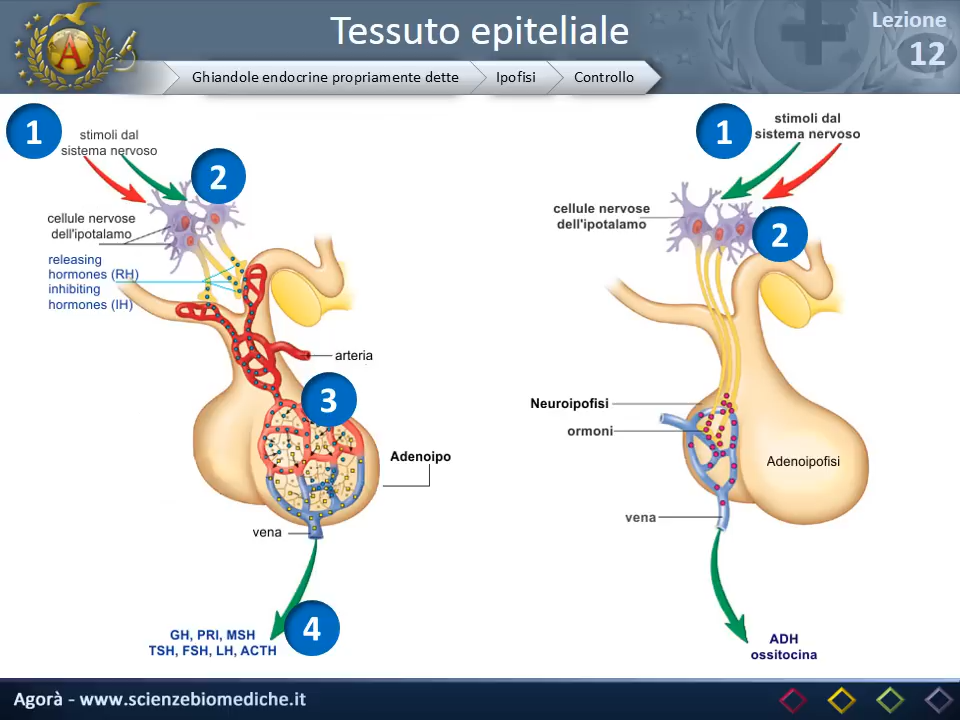 Tessuto epiteliale
Lezione
12
Ghiandole endocrine propriamente dette
Ipofisi
Controllo
A
1
stimoli dal
sistema nervoso
2
cellule nervose
dell'ipotalamo
releasing
hormones (RH)
inhibiting
hormones (IH)
arteria
3
Adenoipo
vena
4
GH, PRI, MSH
TSH, FSH, LH, ACTH
1
stimoli dal
sistema nervoso
cellule nervose
dell'ipotalamo
2
Neuroipofisi
ormoni
Adenoipofisi
vena
ADH
ossitocina
Agorà - www.scienzebiomediche.it